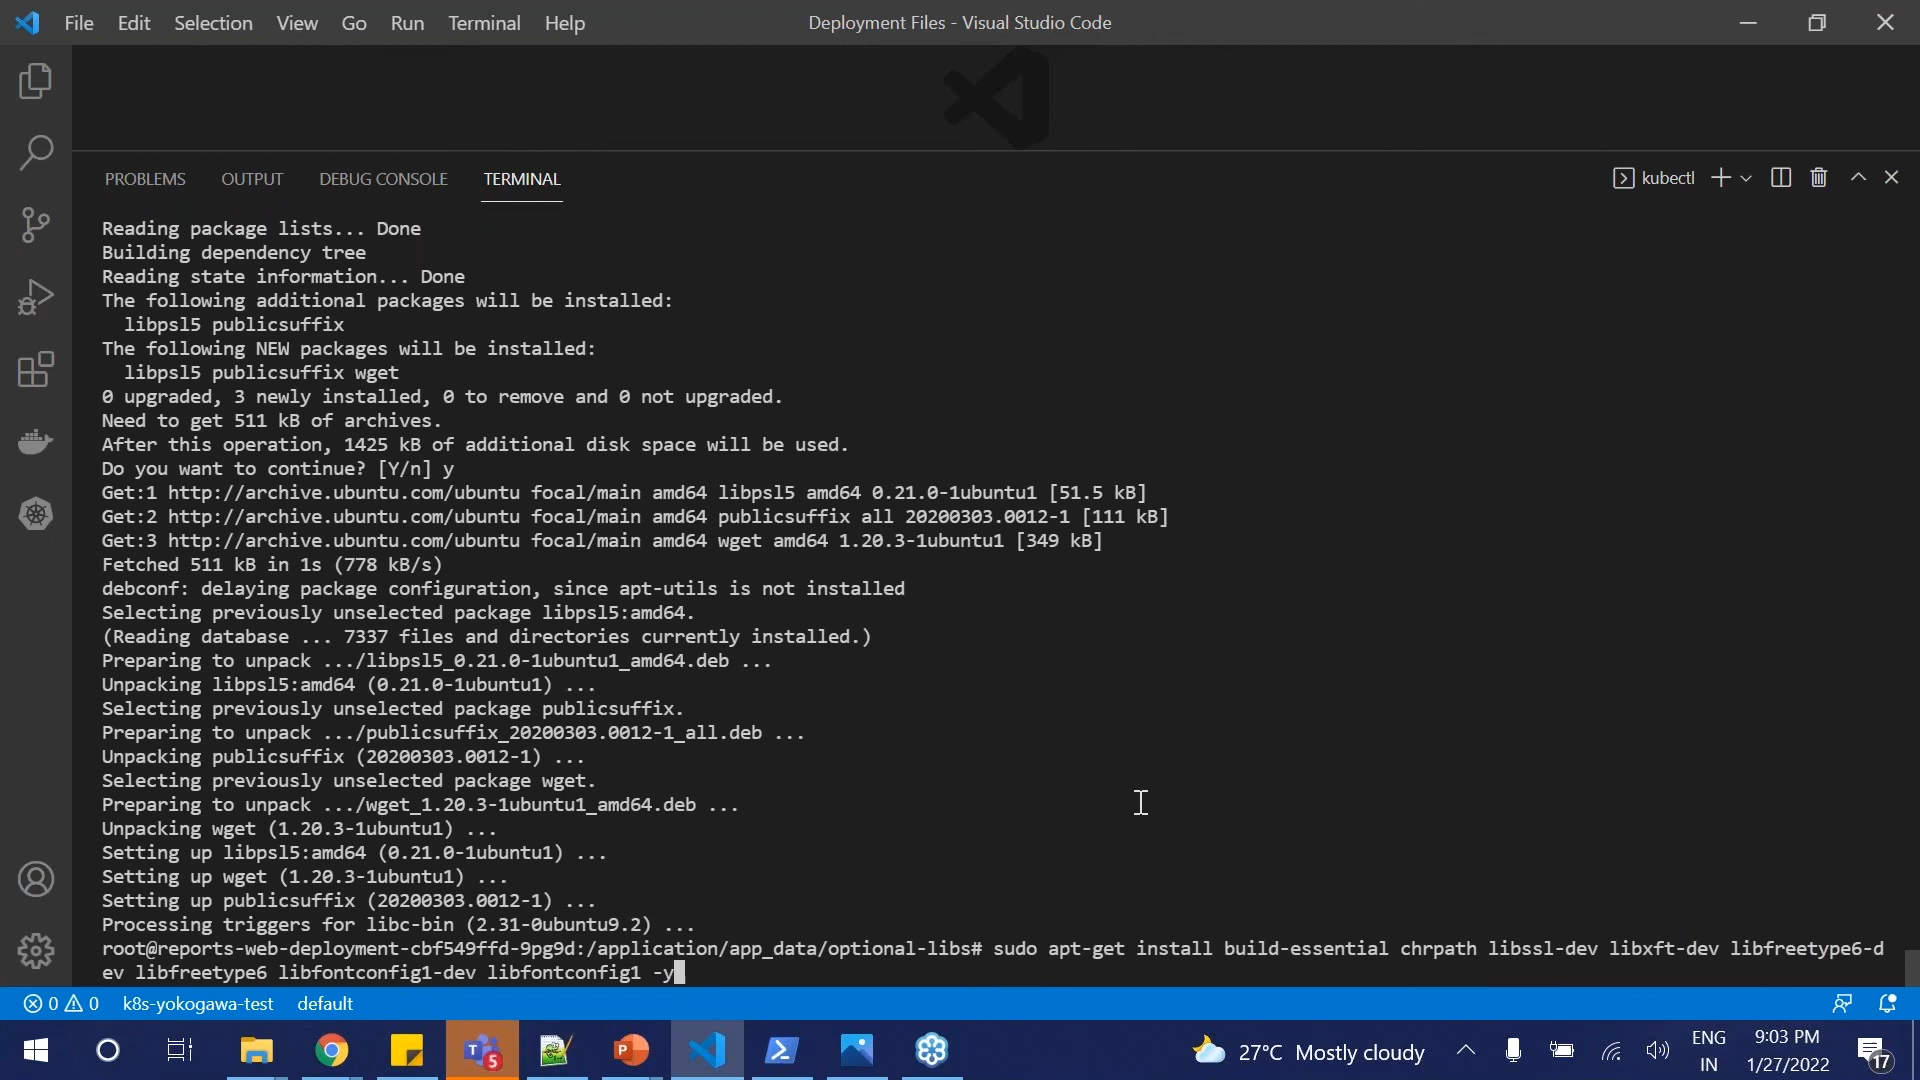 File Edit Selection View Go Run Terminal Help
Deployment Files - Visual Studio Code
PROBLEMS OUTPUT DEBUG CONSOLE TERMINAL
kubectl
Reading package lists... Done
Building dependency tree
Reading state information... Done
The following additional packages will be installed:
libpsl5 publicsuffix
The following NEW packages will be installed:
libpsl5 publicsuffix wget
0 upgraded, 3 newly installed, 0 to remove and 0 not upgraded.
Need to get 511 kB of archives.
After this operation, 1425 kB of additional disk space will be used.
Do you want to continue? [Y/n] y
Get:1 http://archive.ubuntu.com/ubuntu focal/main amd64 libpsl5 amd64 0.21.0-1ubuntu1 [51.5 kB]
Get:2 http://archive.ubuntu.com/ubuntu focal/main amd64 publicsuffix all 20200303.0012-1 [111 kB]
Get:3 http://archive.ubuntu.com/ubuntu focal/main amd64 wget amd64 1.20.3-1ubuntu1 [349 kB]
Fetched 511 kB in 1s (778 kB/s)
debconf: delaying package configuration, since apt-utils is not installed
Selecting previously unselected package libpsl5:amd64.
(Reading database ... 7337 files and directories currently installed.)
Preparing to unpack .../libpsl5_0.21.0-1ubuntu1_amd64.deb ...
Unpacking libpsl5:amd64 (0.21.0-1ubuntu1) ...
Selecting previously unselected package publicsuffix.
Preparing to unpack .../publicsuffix_20200303.0012-1_all.deb ...
Unpacking publicsuffix (20200303.0012-1) ...
Selecting previously unselected package wget.
Preparing to unpack .../wget_1.20.3-1ubuntu1_amd64.deb ...
Unpacking wget (1.20.3-1ubuntu1) ...
Setting up libpsl5:amd64 (0.21.0-1ubuntu1) ...
Setting up wget (1.20.3-1ubuntu1) ...
Setting up publicsuffix (20200303.0012-1) ...
Processing triggers for libc-bin (2.31-0ubuntu9.2) ...
root@reports-web-deployment-cbf549ffd-9pg9d:/application/app_data/optional-libs# sudo apt-get install build-essential chrpath libssl-dev libxft-dev libfreetype6-d
ev libfreetype6 libfontconfig1-dev libfontconfig1 -y
0 0 k8s-yokogawa-test default
T 5 P
27°C Mostly cloudy
ENG
IN
9:03 PM
1/27/2022
17